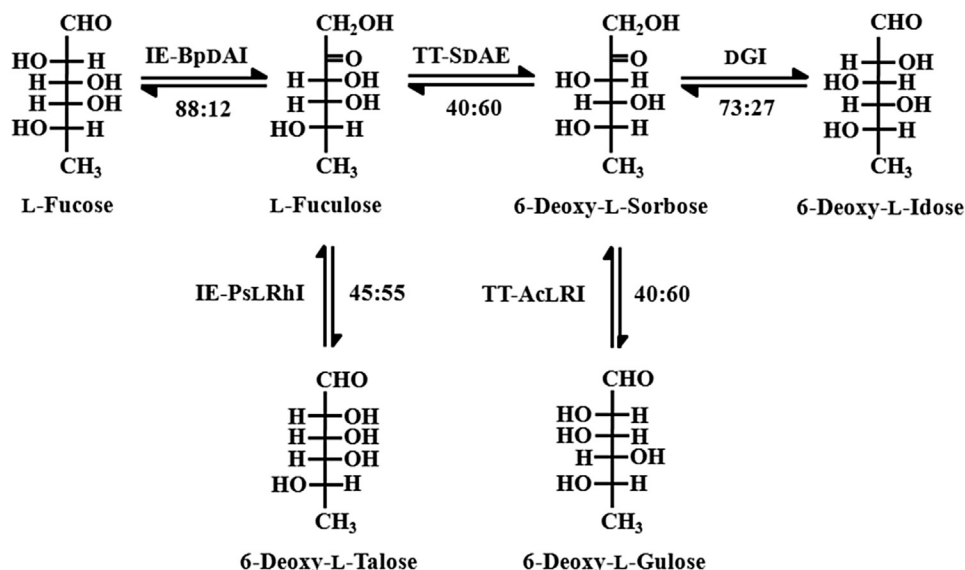 CHO
HO H
H OH
H OH
HO H
CH3
L-Fucose
IE-BpDAI
88:12
CH2OH
O
H OH
H OH
HO H
CH3
L-Fuculose
TT-SDAE
40:60
CH2OH
O
HO H
H OH
HO H
CH3
6-Deoxy-L-Sorbose
DGI
73:27
CHO
H OH
HO H
H OH
HO H
CH3
6-Deoxy-L-Idose
IE-PsLRhI 45:55
TT-AcLRI 40:60
CHO
H OH
H OH
H OH
HO H
CH3
6-Deoxy-L-Talose
CHO
HO H
HO H
H OH
HO H
CH3
6-Deoxy-L-Gulose